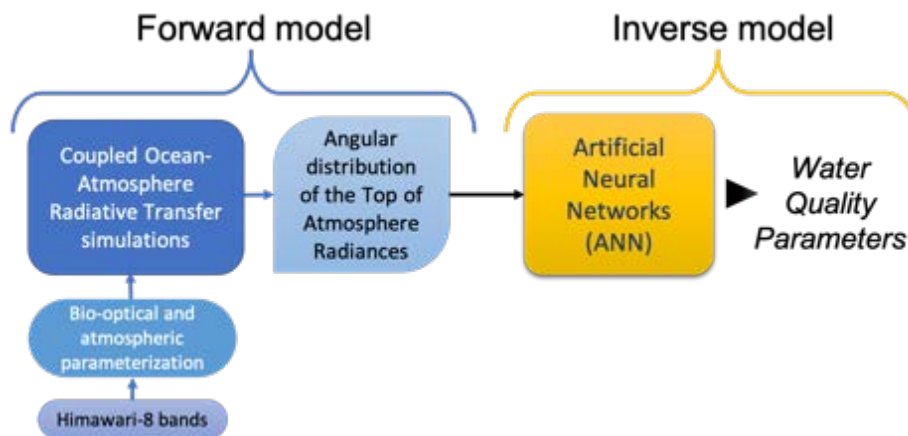 Forward model
Inverse model
Coupled Ocean-
Atmosphere
Radiative Transfer
simulations
Angular
distribution
of the Top of
Atmosphere
Radiances
Artificial
Neural
Networks
(ANN)
Water
Quality
Parameters
Bio-optical and
atmospheric
parameterization
Himawari-8 bands